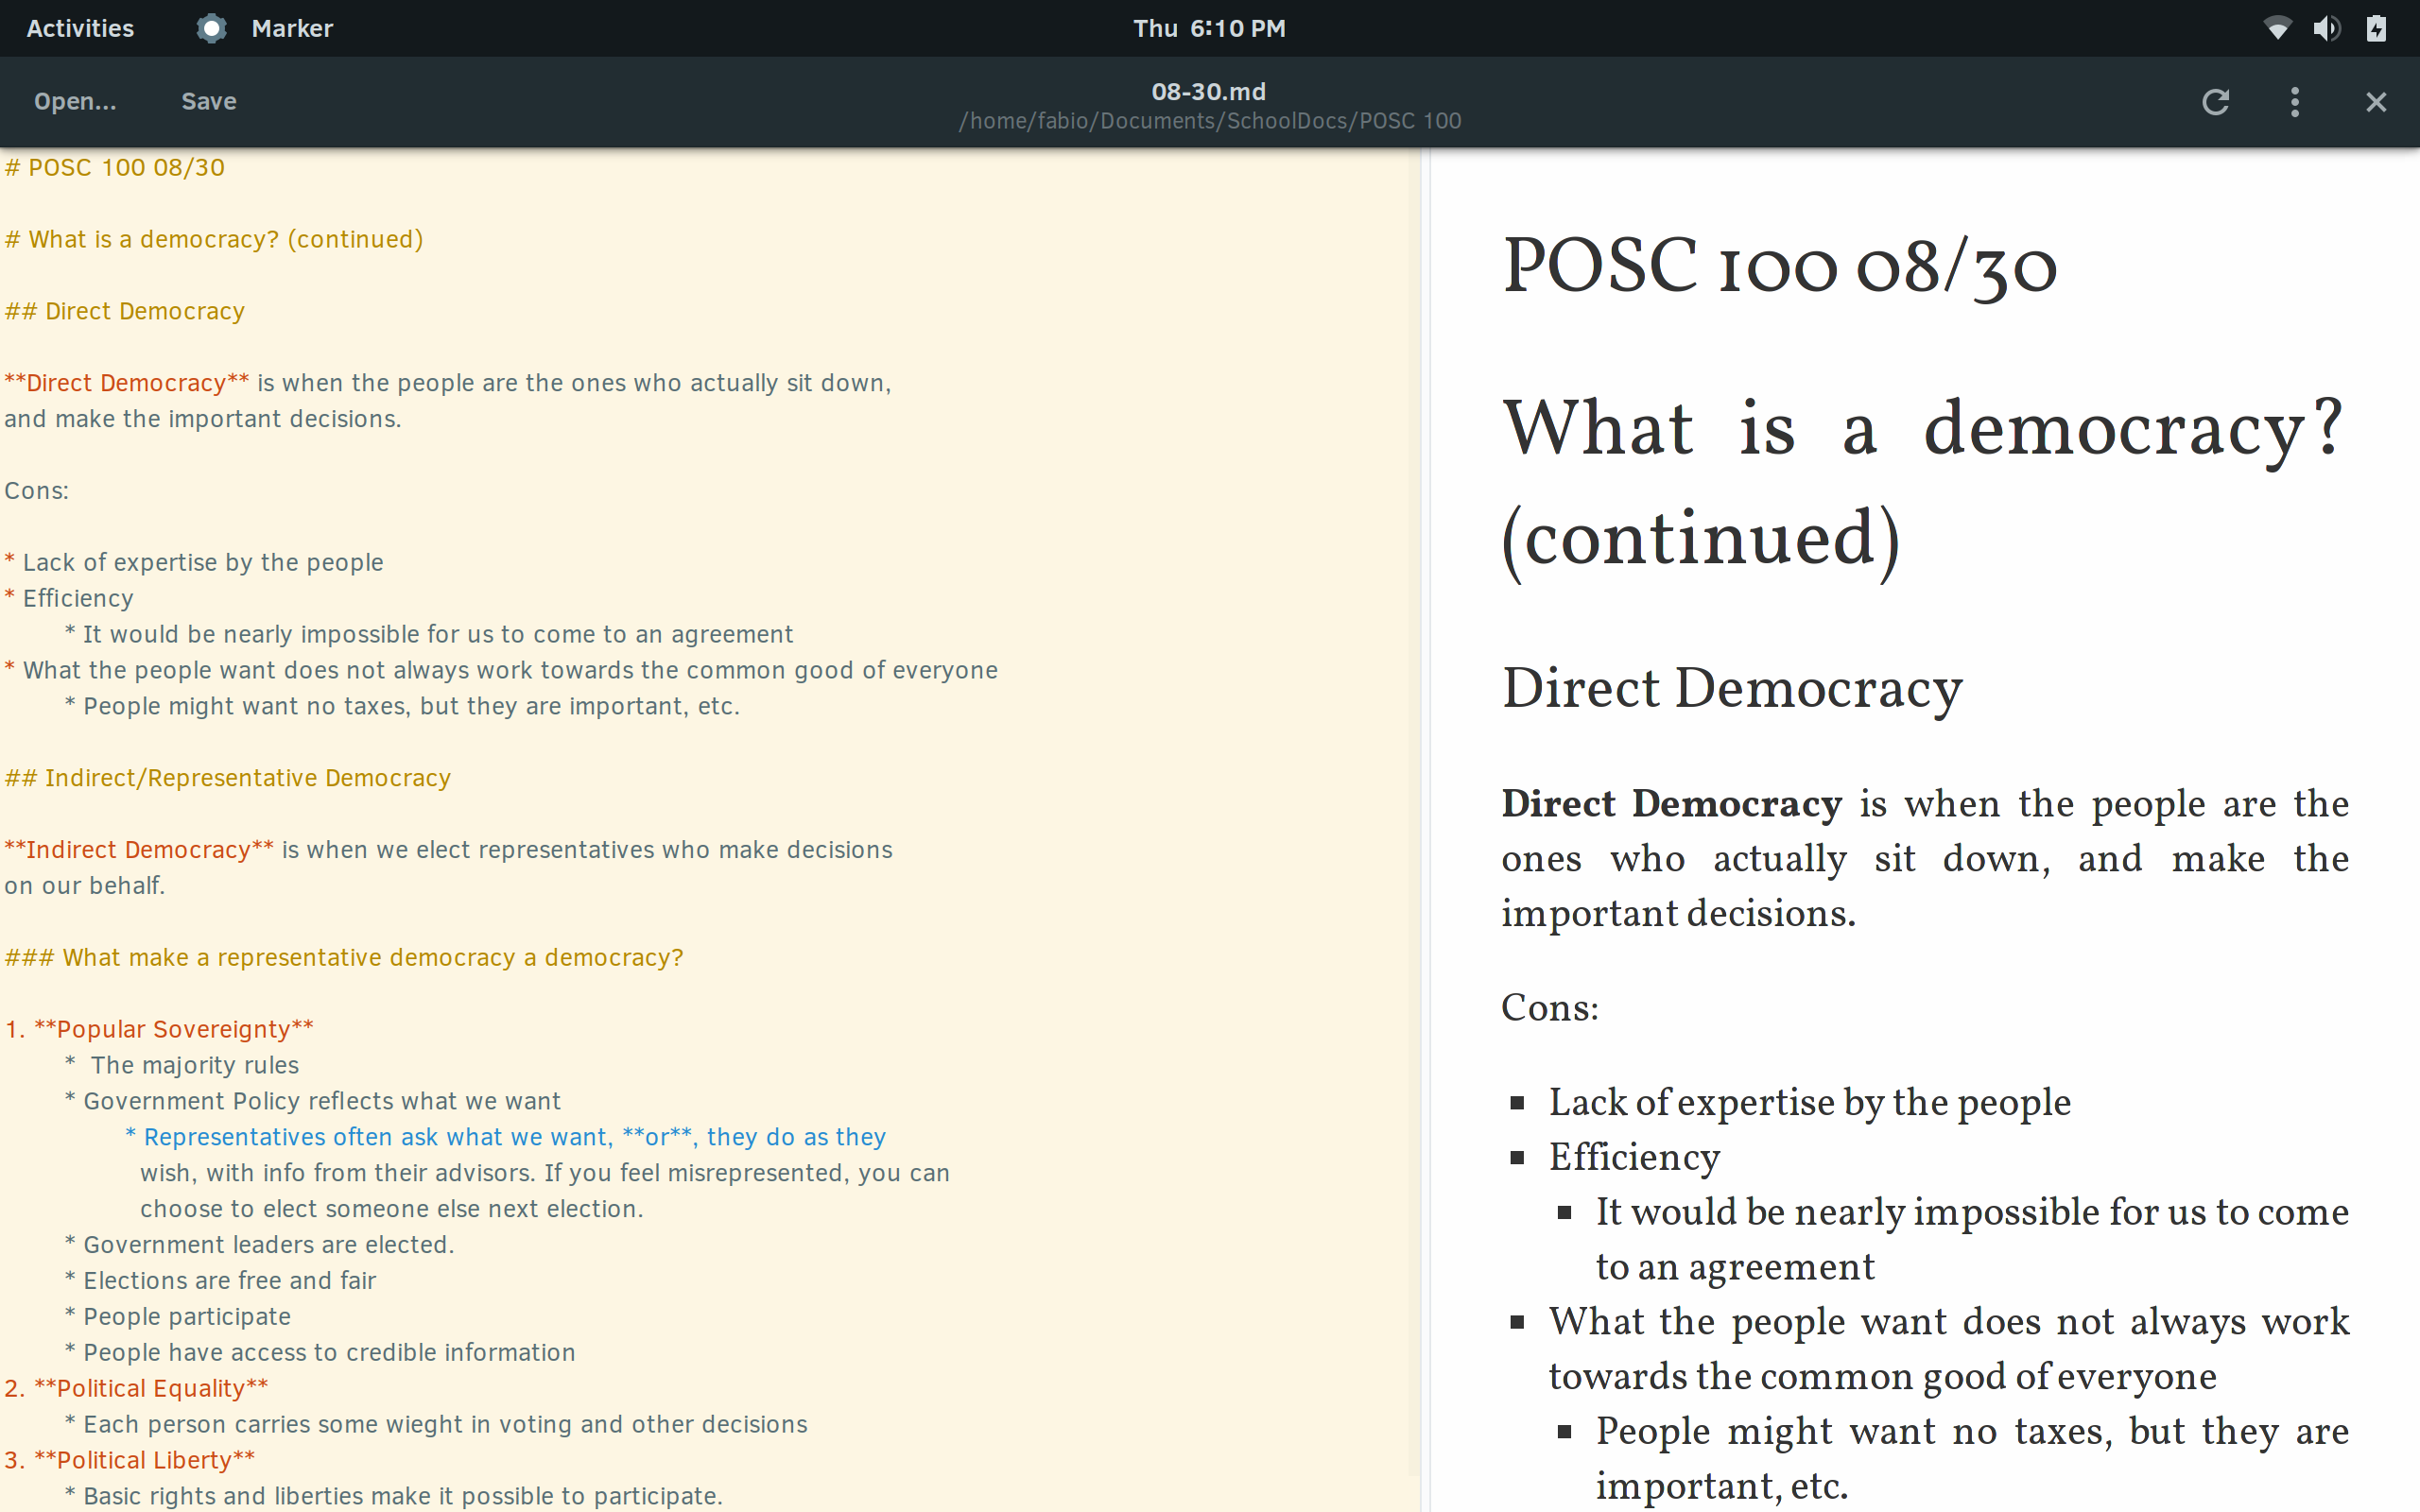 Activities Marker Thu 6:10 PM
Open... Save 08-30.md
/home/fabio/Documents/SchoolDocs/POSC 100
# POSC 100 08/30
# What is a democracy? (continued)
## Direct Democracy
**Direct Democracy** is when the people are the ones who actually sit down,
and make the important decisions.
Cons:
* Lack of expertise by the people
* Efficiency
* It would be nearly impossible for us to come to an agreement
* What the people want does not always work towards the common good of everyone
* People might want no taxes, but they are important, etc.
## Indirect/Representative Democracy
**Indirect Democracy** is when we elect representatives who make decisions
on our behalf.
### What make a representative democracy a democracy?
1. **Popular Sovereignty**
* The majority rules
* Government Policy reflects what we want
* Representatives often ask what we want, **or**, they do as they
wish, with info from their advisors. If you feel misrepresented, you can
choose to elect someone else next election.
* Government leaders are elected.
* Elections are free and fair
* People participate
* People have access to credible information
2. **Political Equality**
* Each person carries some wieght in voting and other decisions
3. **Political Liberty**
* Basic rights and liberties make it possible to participate.
POSC 100 08/30
What is a democracy?
(continued)
Direct Democracy
Direct Democracy is when the people are the
ones who actually sit down, and make the
important decisions.
Cons:
▪ Lack of expertise by the people
▪ Efficiency
▪ It would be nearly impossible for us to come
to an agreement
▪ What the people want does not always work
towards the common good of everyone
▪ People might want no taxes, but they are
important, etc.